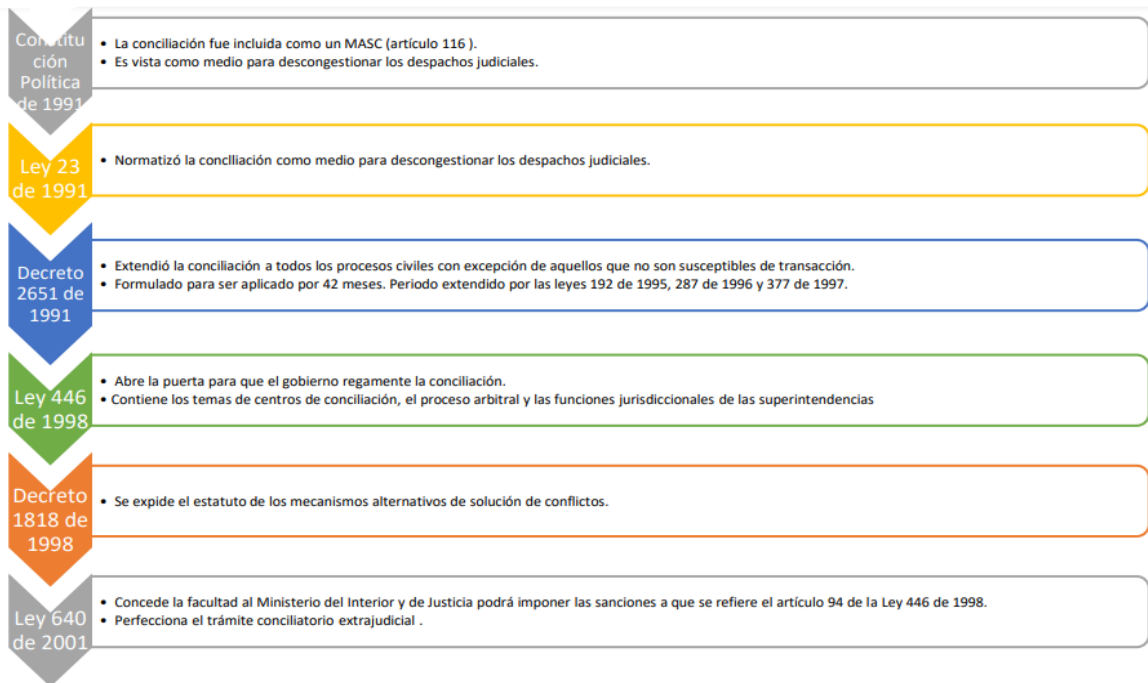 Constitu
ción
Política
de 1991
• La conciliación fue incluida como un MASC (artículo 116 ).
• Es vista como medio para descongestionar los despachos judiciales.
Ley 23
de 1991
• Normatizó la conclliación como medio para descongestionar los despachos judiciales.
Decreto
2651 de
1991
• Extendió la conciliación a todos los procesos civiles con excepción de aquellos que no son susceptibles de transacción.
• Formulado para ser aplicado por 42 meses. Periodo extendido por las leyes 192 de 1995, 287 de 1996 y 377 de 1997.
Ley 446
de 1998
• Abre la puerta para que el gobierno regamente la conciliación.
• Contiene los temas de centros de conciliación, el proceso arbitral y las funciones jurisdiccionales de las superintendencias
Decreto
1818 de
1998
• Se expide el estatuto de los mecanismos alternativos de solución de conflictos.
Ley 640
de 2001
• Concede la facultad al Ministerio del Interior y de Justicia podrá imponer las sanciones a que se refiere el artículo 94 de la Ley 446 de 1998.
• Perfecciona el trámite conciliatorio extrajudicial .